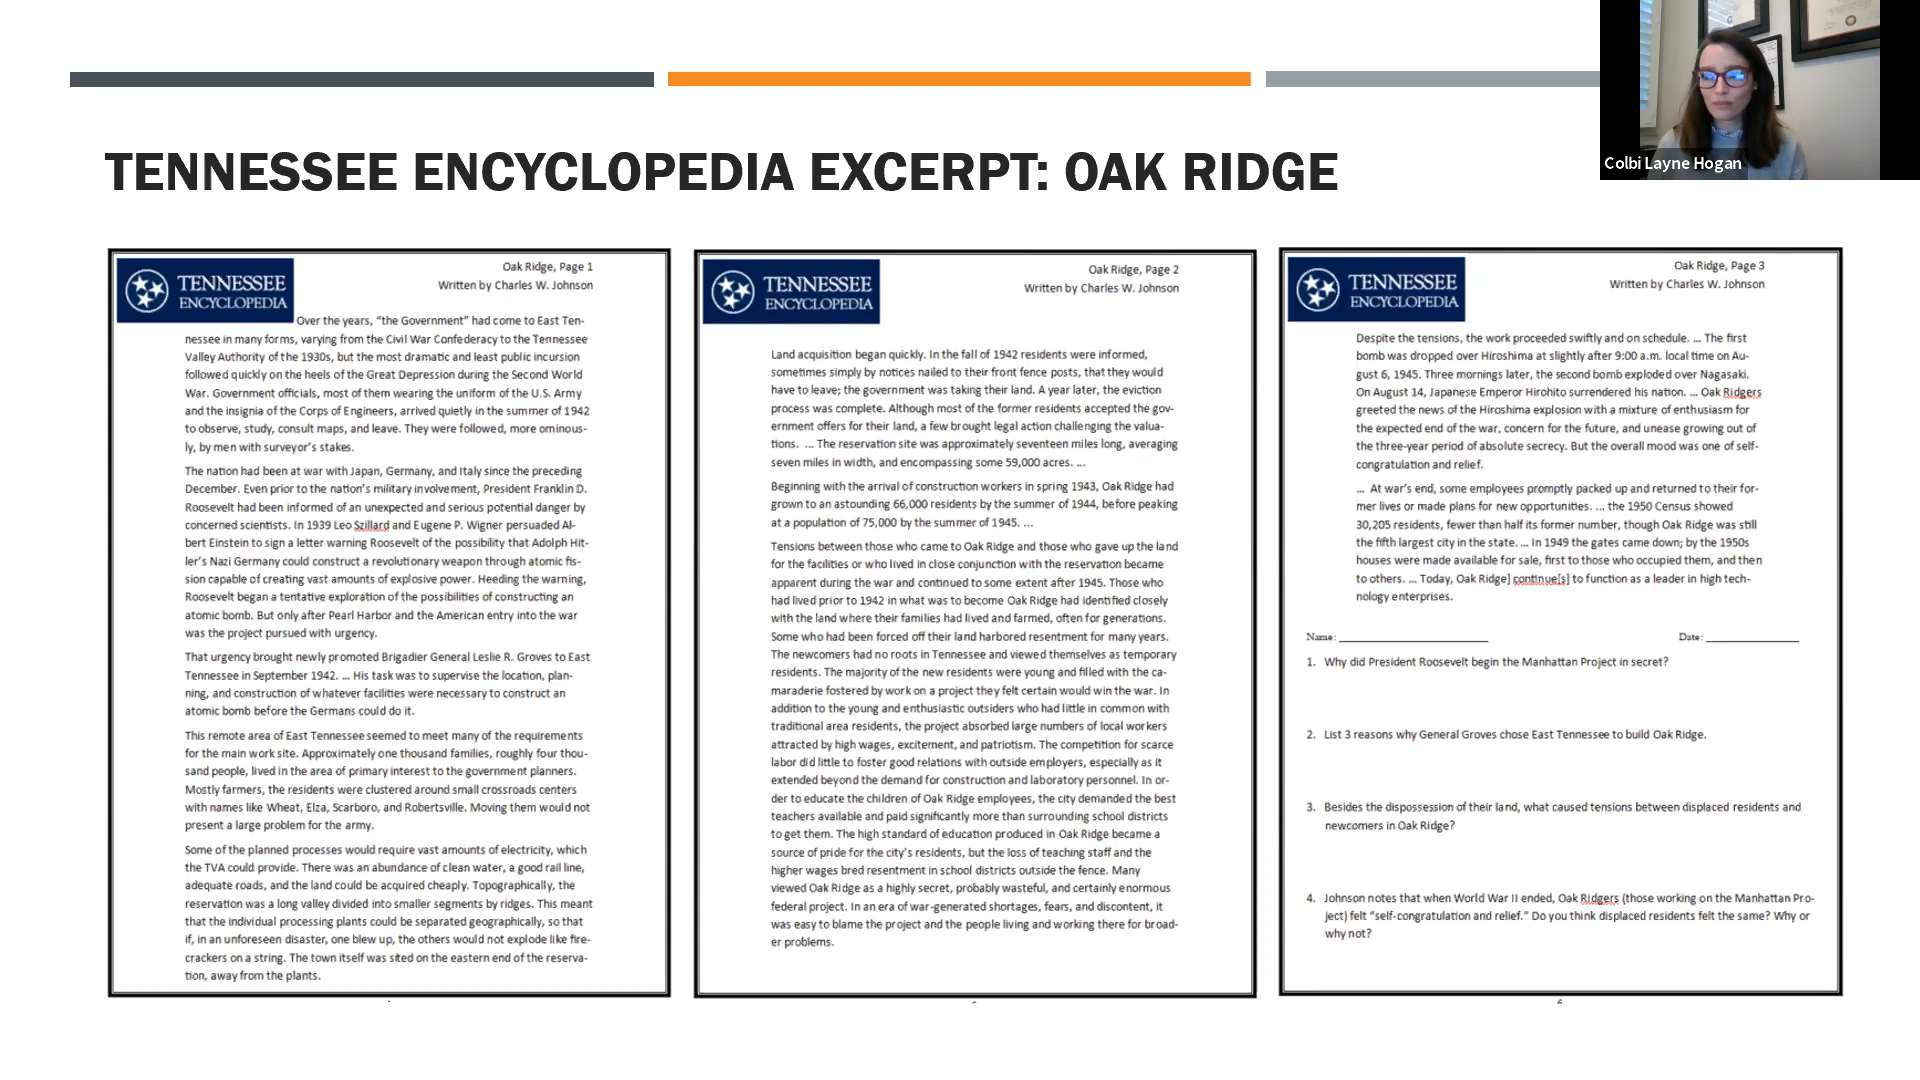 Colbi Layne Hogan
TENNESSEE ENCYCLOPEDIA EXCERPT: OAK RIDGE
TENNESSEE
ENCYCLOPEDIA
Oak Ridge, Page 1
Written by Charles W. Johnson
Over the years, “the Government” had come to East Ten-
nessee in many forms, varying from the Civil War Confederacy to the Tennessee
Valley Authority of the 1930s, but the most dramatic and least public incursion
followed quickly on the heels of the Great Depression during the Second World
War. Government officials, most of them wearing the uniform of the U.S. Army
and the insignia of the Corps of Engineers, arrived quietly in the summer of 1942
to observe, study, consult maps, and leave. They were followed, more ominous-
ly, by men with surveyor’s stakes.
The nation had been at war with Japan, Germany, and Italy since the preceding
December. Even prior to the nation’s military involvement, President Franklin D.
Roosevelt had been informed of an unexpected and serious potential danger by
concerned scientists. In 1939 Leo Szillard and Eugene P. Wigner persuaded Al-
bert Einstein to sign a letter warning Roosevelt of the possibility that Adolph Hit-
ler’s Nazi Germany could construct a revolutionary weapon through atomic fis-
sion capable of creating vast amounts of explosive power. Heeding the warning,
Roosevelt began a tentative exploration of the possibilities of constructing an
atomic bomb. But only after Pearl Harbor and the American entry into the war
was the project pursued with urgency.
That urgency brought newly promoted Brigadier General Leslie R. Groves to East
Tennessee in September 1942. ... His task was to supervise the location, plan-
ning, and construction of whatever facilities were necessary to construct an
atomic bomb before the Germans could do it.
This remote area of East Tennessee seemed to meet many of the requirements
for the main work site. Approximately one thousand families, roughly four thou-
sand people, lived in the area of primary interest to the government planners.
Mostly farmers, the residents were clustered around small crossroads centers
with names like Wheat, Elza, Scarboro, and Robertsville. Moving them would not
present a large problem for the army.
Some of the planned processes would require vast amounts of electricity, which
the TVA could provide. There was an abundance of clean water, a good rail line,
adequate roads, and the land could be acquired cheaply. Topographically, the
reservation was a long valley divided into smaller segments by ridges. This meant
that the individual processing plants could be separated geographically, so that
if, in an unforeseen disaster, one blew up, the others would not explode like fire-
crackers on a string. The town itself was sited on the eastern end of the reserva-
tion, away from the plants.
TENNESSEE
ENCYCLOPEDIA
Oak Ridge, Page 2
Written by Charles W. Johnson
Land acquisition began quickly. In the fall of 1942 residents were informed,
sometimes simply by notices nailed to their front fence posts, that they would
have to leave; the government was taking their land. A year later, the eviction
process was complete. Although most of the former residents accepted the gov-
ernment offers for their land, a few brought legal action challenging the valua-
tions. ... The reservation site was approximately seventeen miles long, averaging
seven miles in width, and encompassing some 59,000 acres. ...
Beginning with the arrival of construction workers in spring 1943, Oak Ridge had
grown to an astounding 66,000 residents by the summer of 1944, before peaking
at a population of 75,000 by the summer of 1945. ...
Tensions between those who came to Oak Ridge and those who gave up the land
for the facilities or who lived in close conjunction with the reservation became
apparent during the war and continued to some extent after 1945. Those who
had lived prior to 1942 in what was to become Oak Ridge had identified closely
with the land where their families had lived and farmed, often for generations.
Some who had been forced off their land harbored resentment for many years.
The newcomers had no roots in Tennessee and viewed themselves as temporary
residents. The majority of the new residents were young and filled with the ca-
maraderie fostered by work on a project they felt certain would win the war. In
addition to the young and enthusiastic outsiders who had little in common with
traditional area residents, the project absorbed large numbers of local workers
attracted by high wages, excitement, and patriotism. The competition for scarce
labor did little to foster good relations with outside employers, especially as it
extended beyond the demand for construction and laboratory personnel. In or-
der to educate the children of Oak Ridge employees, the city demanded the best
teachers available and paid significantly more than surrounding school districts
to get them. The high standard of education produced in Oak Ridge became a
source of pride for the city’s residents, but the loss of teaching staff and the
higher wages bred resentment in school districts outside the fence. Many
viewed Oak Ridge as a highly secret, probably wasteful, and certainly enormous
federal project. In an era of war-generated shortages, fears, and discontent, it
was easy to blame the project and the people living and working there for broad-
er problems.
TENNESSEE
ENCYCLOPEDIA
Oak Ridge, Page 3
Written by Charles W. Johnson
Despite the tensions, the work proceeded swiftly and on schedule. ... The first
bomb was dropped over Hiroshima at slightly after 9:00 a.m. local time on Au-
gust 6, 1945. Three mornings later, the second bomb exploded over Nagasaki.
On August 14, Japanese Emperor Hirohito surrendered his nation. ... Oak Ridgers
greeted the news of the Hiroshima explosion with a mixture of enthusiasm for
the expected end of the war, concern for the future, and unease growing out of
the three-year period of absolute secrecy. But the overall mood was one of self-
congratulation and relief.
... At war’s end, some employees promptly packed up and returned to their for-
mer lives or made plans for new opportunities. ... the 1950 Census showed
30,205 residents, fewer than half its former number, though Oak Ridge was still
the fifth largest city in the state. ... In 1949 the gates came down; by the 1950s
houses were made available for sale, first to those who occupied them, and then
to others. ... Today, Oak Ridge] continue[s] to function as a leader in high tech-
nology enterprises.
Name: ____________________ Date: ____________
1. Why did President Roosevelt begin the Manhattan Project in secret?
2. List 3 reasons why General Groves chose East Tennessee to build Oak Ridge.
3. Besides the dispossession of their land, what caused tensions between displaced residents and
newcomers in Oak Ridge?
4. Johnson notes that when World War II ended, Oak Ridgers (those working on the Manhattan Pro-
ject) felt “self-congratulation and relief.” Do you think displaced residents felt the same? Why or
why not?